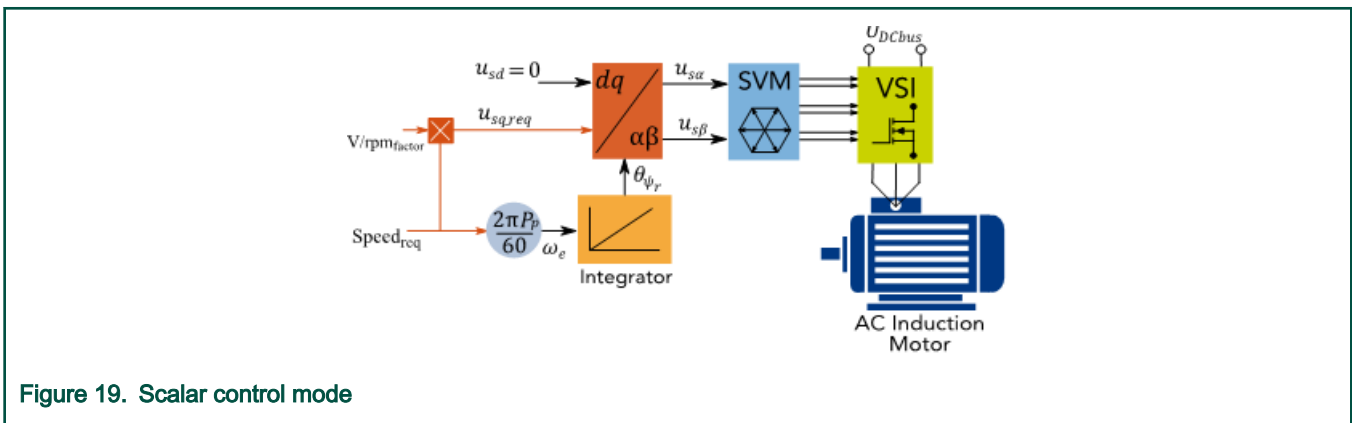 U_DCbus
u_sd = 0
dq
u_sα
SVM
VSI
u_sq,req
V/rpm_factor
αβ
u_sβ
θ_ψr
Speed_req
2πP_p
60
ω_e
Integrator
AC Induction
Motor
Figure 19. Scalar control mode